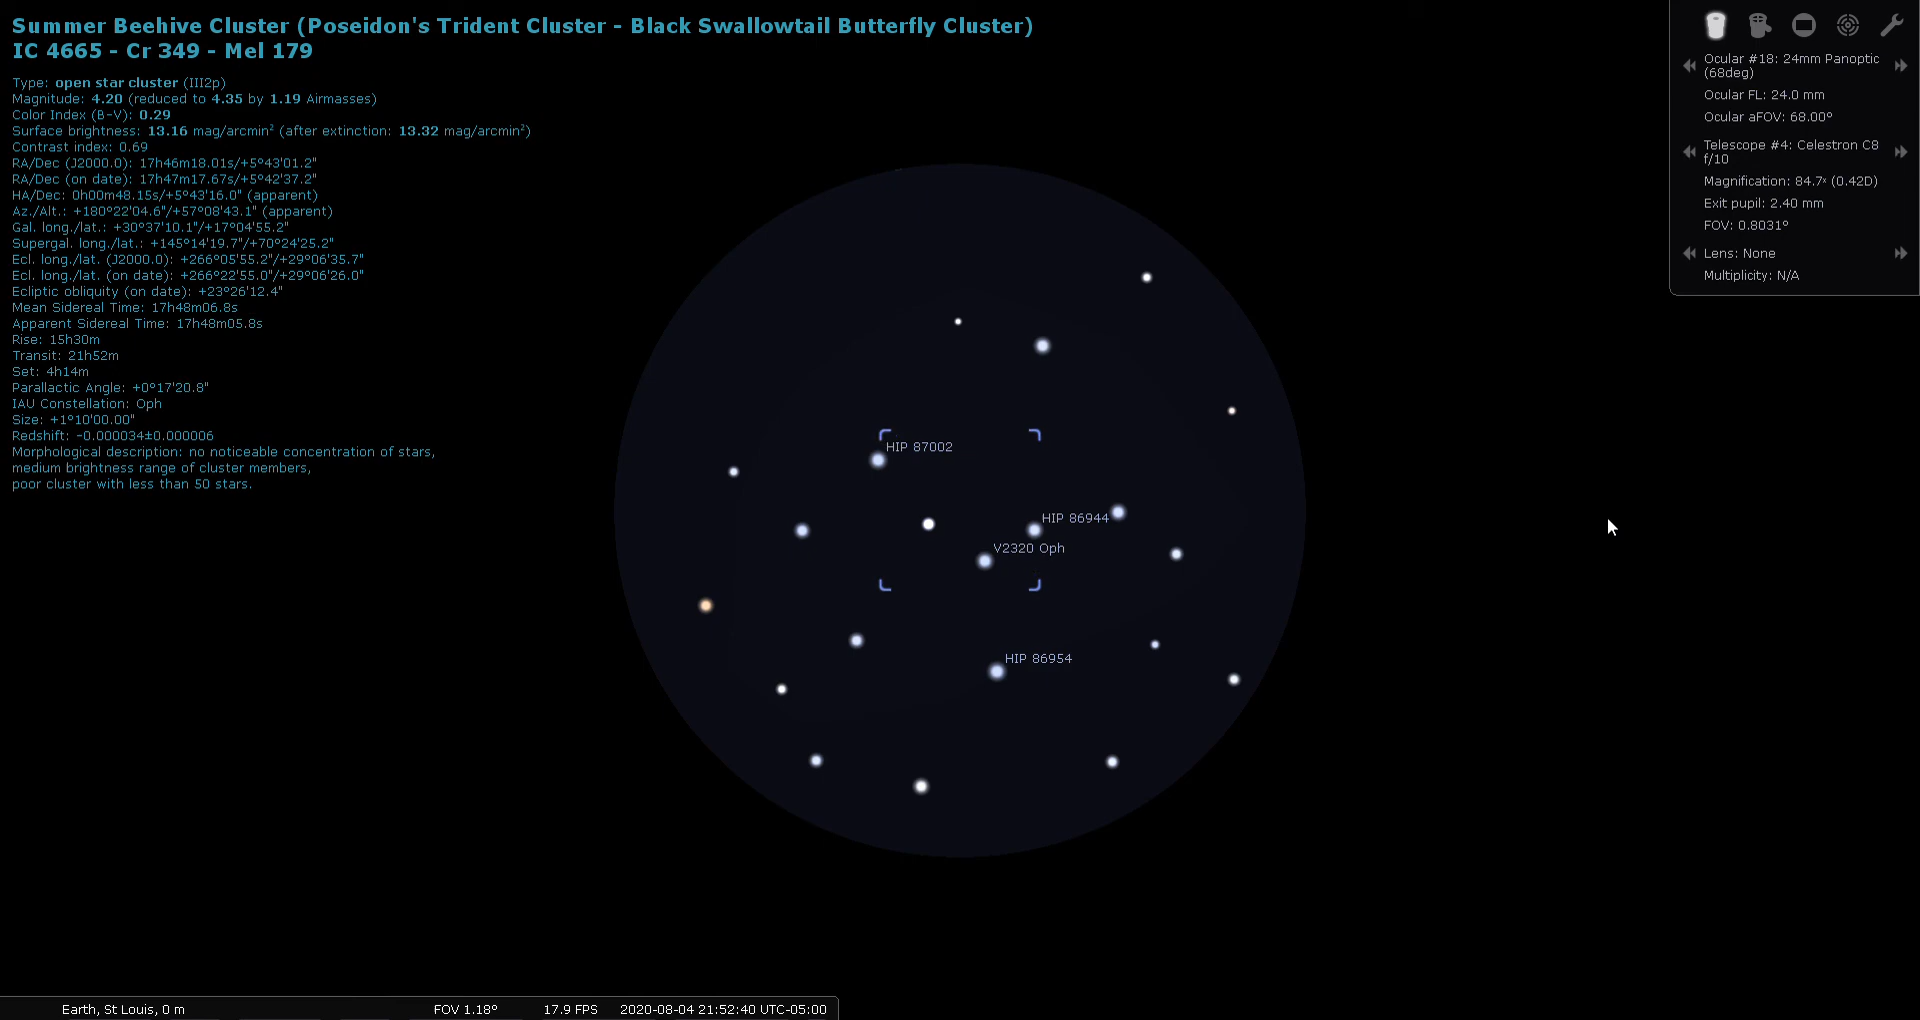 Summer Beehive Cluster (Poseidon's Trident Cluster - Black Swallowtail Butterfly Cluster)
IC 4665 - Cr 349 - Mel 179
Type: open star cluster (III2p)
Magnitude: 4.20 (reduced to 4.35 by 1.19 Airmasses)
Color Index (B-V): 0.29
Surface brightness: 13.16 mag/arcmin² (after extinction: 13.32 mag/arcmin²)
Contrast index: 0.69
RA/Dec (J2000.0): 17h46m18.01s/+5°43'01.2"
RA/Dec (on date): 17h47m17.67s/+5°42'37.2"
HA/Dec: 0h00m48.15s/+5°43'16.0" (apparent)
Az./Alt.: +180°22'04.6"/+57°08'43.1" (apparent)
Gal. long./lat.: +30°37'10.1"/+17°04'55.2"
Supergal. long./lat.: +145°14'19.7"/+70°24'25.2"
Ecl. long./lat. (J2000.0): +266°05'55.2"/+29°06'35.7"
Ecl. long./lat. (on date): +266°22'55.0"/+29°06'26.0"
Ecliptic obliquity (on date): +23°26'12.4"
Mean Sidereal Time: 17h48m06.8s
Apparent Sidereal Time: 17h48m05.8s
Rise: 15h30m
Transit: 21h52m
Set: 4h14m
Parallactic Angle: +0°17'20.8"
IAU Constellation: Oph
Size: +1°10'00.00"
Redshift: -0.000034±0.000006
Morphological description: no noticeable concentration of stars,
medium brightness range of cluster members,
poor cluster with less than 50 stars.
HIP 87002
HIP 86944
V2320 Oph
HIP 86954
Ocular #18: 24mm Panoptic
(68deg)
Ocular FL: 24.0 mm
Ocular aFOV: 68.00°
Telescope #4: Celestron C8
f/10
Magnification: 84.7ˣ (0.42D)
Exit pupil: 2.40 mm
FOV: 0.8031°
Lens: None
Multiplicity: N/A
Earth, St Louis, 0 m FOV 1.18° 17.9 FPS 2020-08-04 21:52:40 UTC-05:00